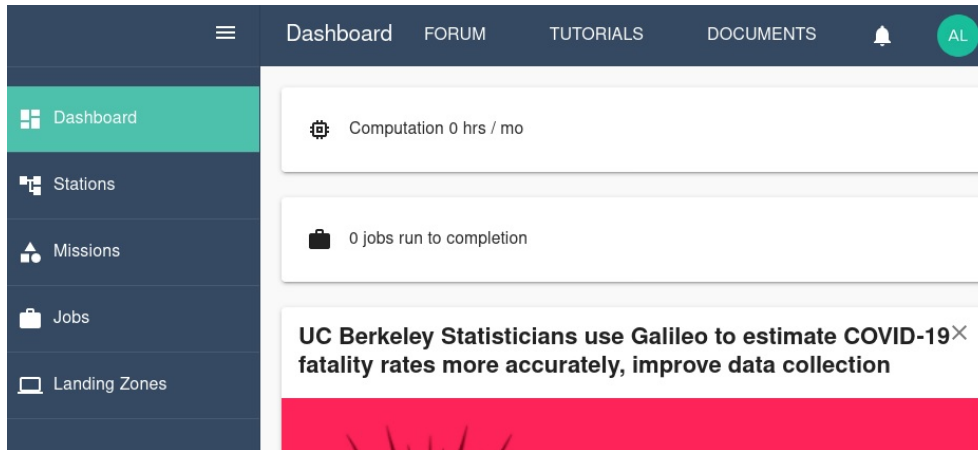 Dashboard FORUM TUTORIALS DOCUMENTS AL
Dashboard
Stations
Missions
Jobs
Landing Zones
Computation 0 hrs / mo
0 jobs run to completion
UC Berkeley Statisticians use Galileo to estimate COVID-19
fatality rates more accurately, improve data collection